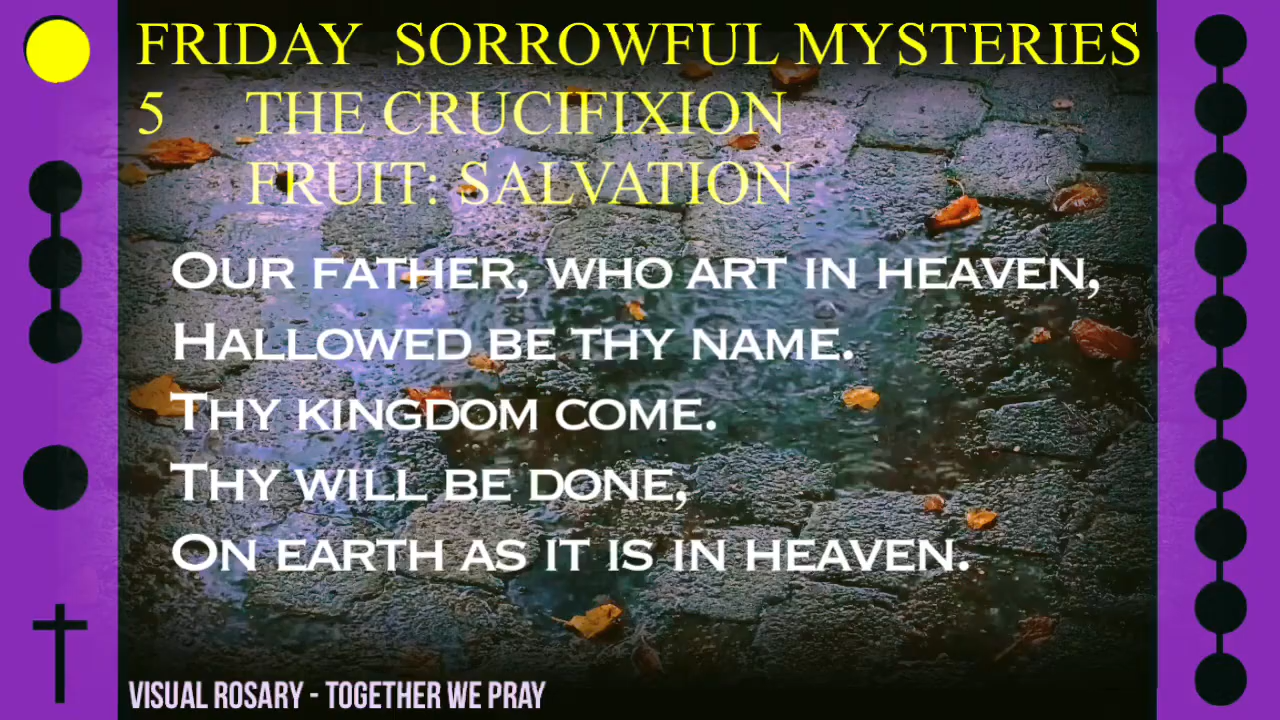 FRIDAY SORROWFUL MYSTERIES
5 THE CRUCIFIXION
FRUIT: SALVATION
OUR FATHER, WHO ART IN HEAVEN,
HALLOWED BE THY NAME.
THY KINGDOM COME.
THY WILL BE DONE,
ON EARTH AS IT IS IN HEAVEN.
VISUAL ROSARY - TOGETHER WE PRAY